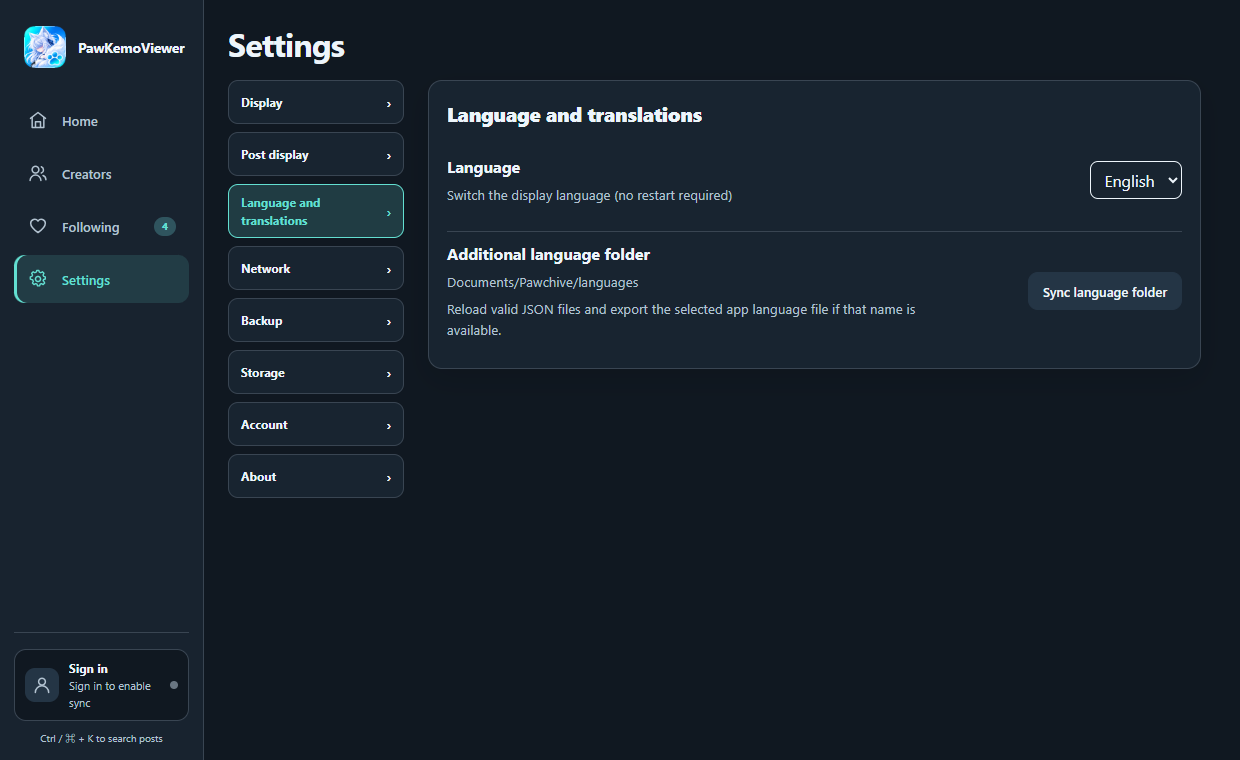 PawKemoViewer
Home
Creators
Following
4
Settings
Sign in
Sign in to enable
sync
Ctrl / ⌘ + K to search posts
Settings
Display
Post display
Language and
translations
Network
Backup
Storage
Account
About
Language and translations
Language
Switch the display language (no restart required)
English
Additional language folder
Documents/Pawchive/languages
Reload valid JSON files and export the selected app language file if that name is
available.
Sync language folder